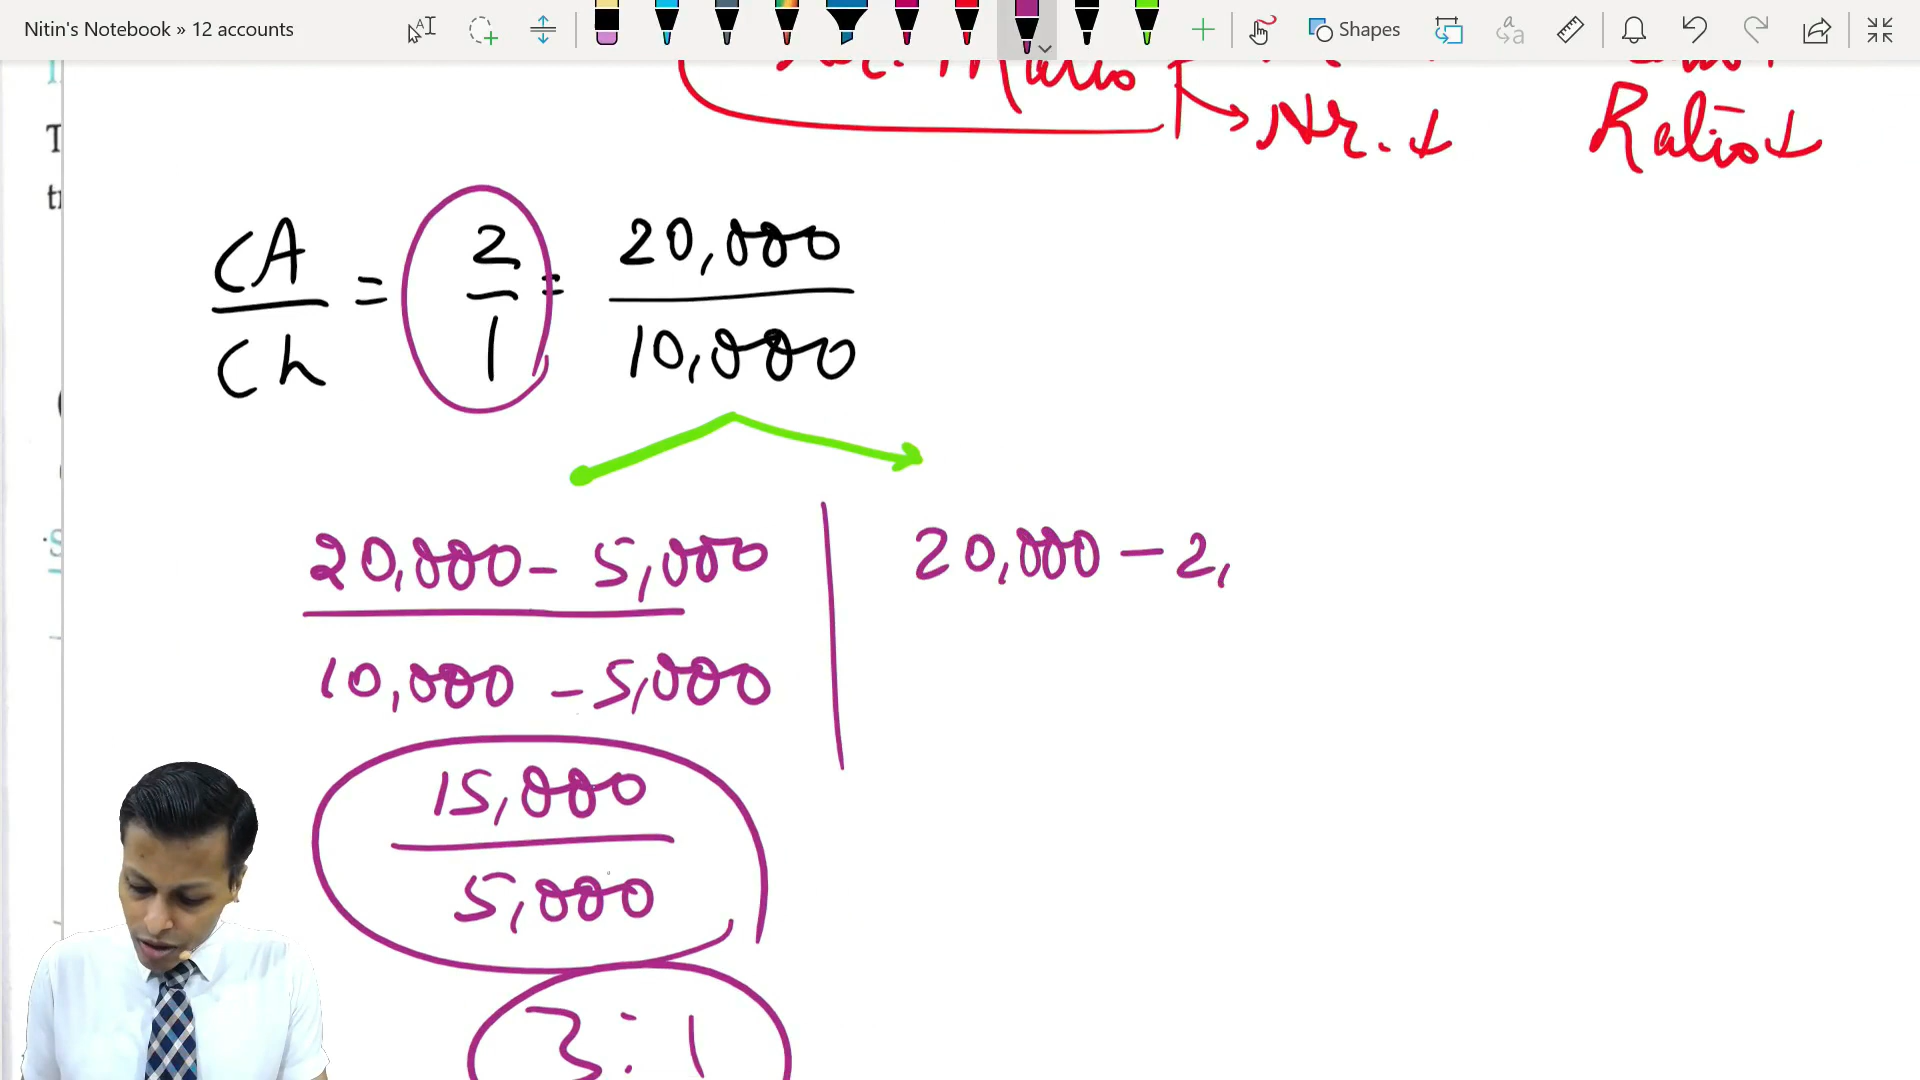 Nitin's Notebook » 12 accounts
Shapes
Nr. ↓
Ratio ↓
CA / CL = 2 / 1 = 20,000 / 10,000
20,000 - 5,000
10,000 - 5,000
15,000
5,000
3 : 1
20,000 - 2,